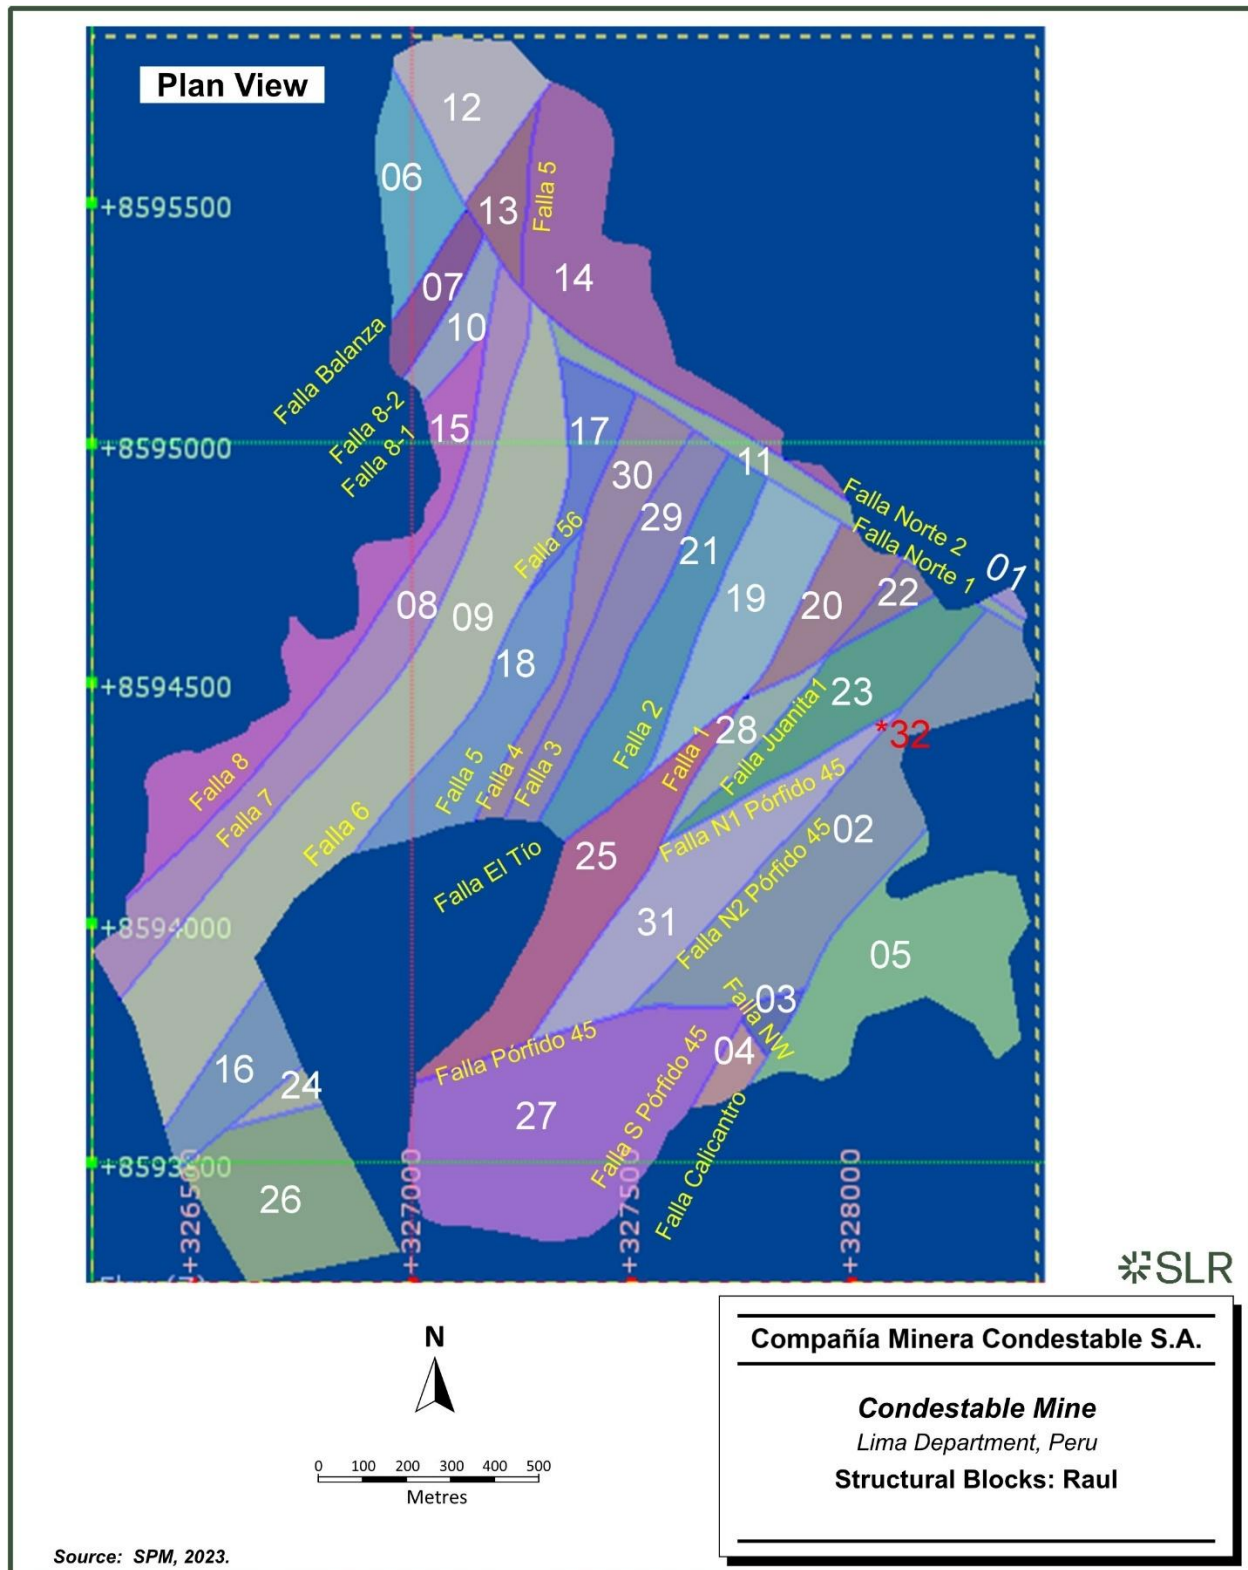 Plan View
12
06
+8595500
13
Falla 5
07
14
10
Falla Balanza
Falla 8-2
Falla 8-1
15
17
+8595000
11
30
29
Falla 56
21
Falla Norte 2
Falla Norte 1
01
08
09
19
20
22
18
+8594500
23
28
Falla Juanita1
*32
Falla 2
Falla 1
Falla 8
Falla 7
Falla 6
Falla 5
Falla 4
Falla 3
Falla N1 Pórfido 45
02
Falla El Tío
25
Falla N2 Pórfido 45
31
+8594000
05
Falla NW
03
16
24
Falla Pórfido 45
04
27
Falla S Pórfido 45
Falla Calicantro
+8593500
26
+326500
+327000
+327500
+328000
SLR
N
0 100 200 300 400 500
Metres
Compañía Minera Condestable S.A.
Condestable Mine
Lima Department, Peru
Structural Blocks: Raul
Source: SPM, 2023.